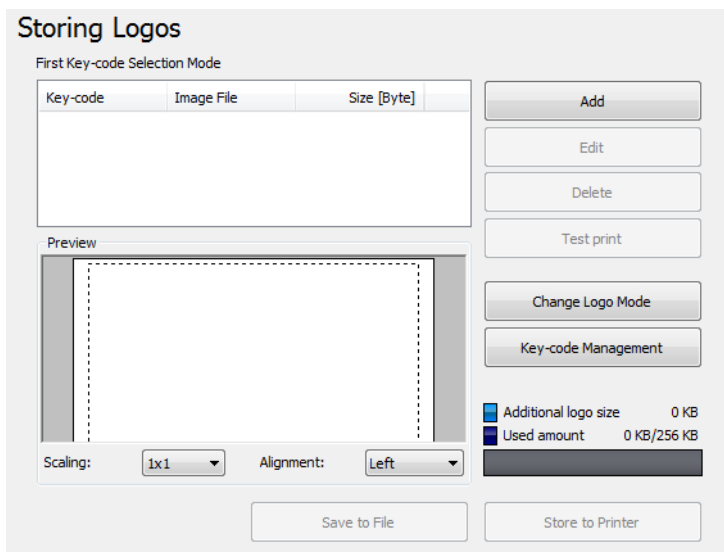 Storing Logos
First Key-code Selection Mode
Key-code Image File Size [Byte]
Add
Edit
Delete
Test print
Preview
Change Logo Mode
Key-code Management
Additional logo size 0 KB
Used amount 0 KB/256 KB
Scaling: 1x1 Alignment: Left
Save to File Store to Printer